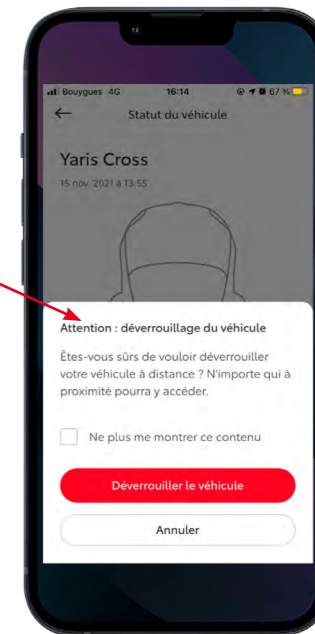 Bouygues 4G 16:14 67 %
Statut du véhicule
Yaris Cross
15 nov. 2021 à 13:55
Attention : déverrouillage du véhicule
Êtes-vous sûrs de vouloir déverrouiller
votre véhicule à distance ? N'importe qui à
proximité pourra y accéder.
Ne plus me montrer ce contenu
Déverrouiller le véhicule
Annuler